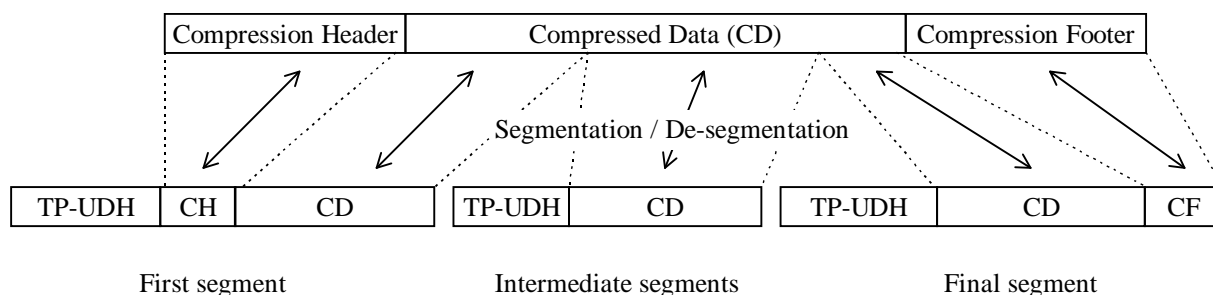 Compression Header Compressed Data (CD) Compression Footer
Segmentation / De-segmentation
TP-UDH CH CD TP-UDH CD TP-UDH CD CF
First segment Intermediate segments Final segment